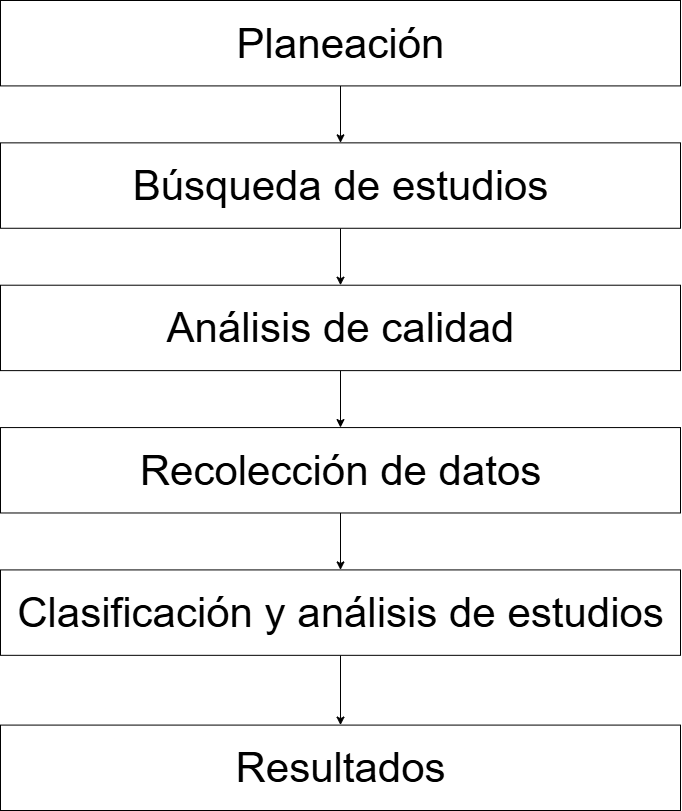 Planeación
Búsqueda de estudios
Análisis de calidad
Recolección de datos
Clasificación y análisis de estudios
Resultados